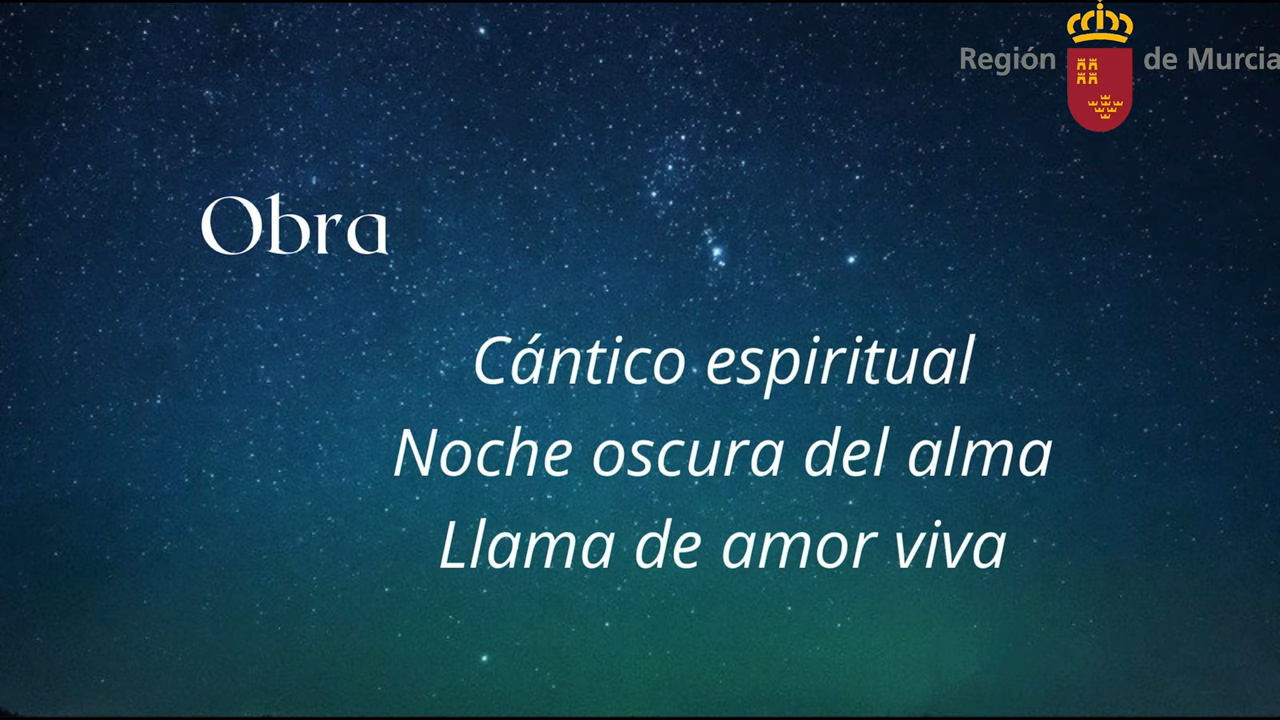 Región de Murcia
Obra
Cántico espiritual
Noche oscura del alma
Llama de amor viva